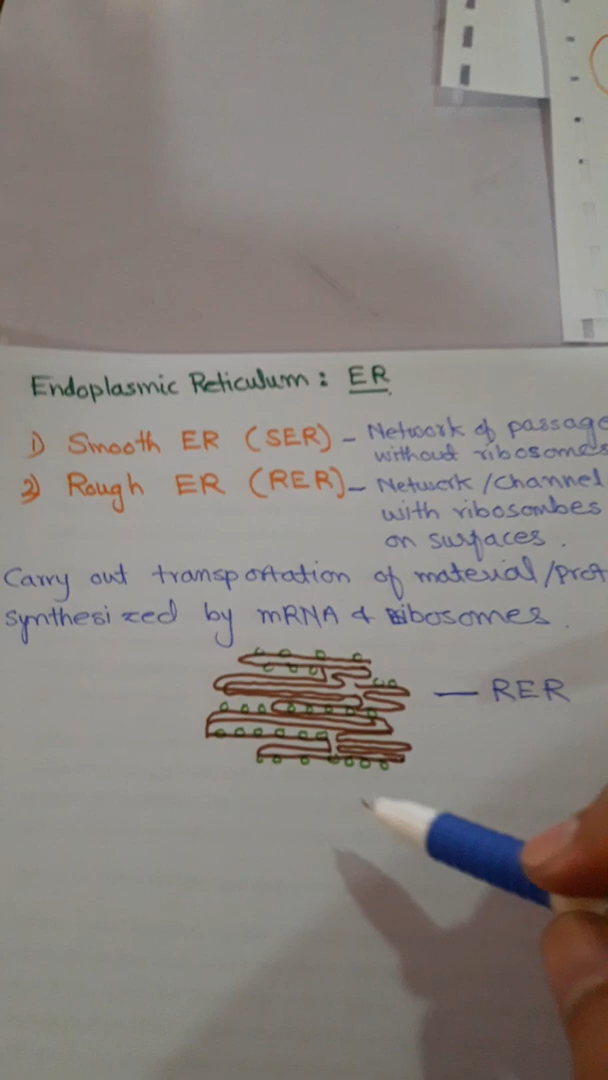 Endoplasmic Reticulum : ER
1) Smooth ER (SER) - Network of passage
without ribosomes
2) Rough ER (RER) - Network/Channel
with ribosombes
on surfaces.
Carry out transportation of material/prot
synthesized by mRNA & Ribosomes.
— RER